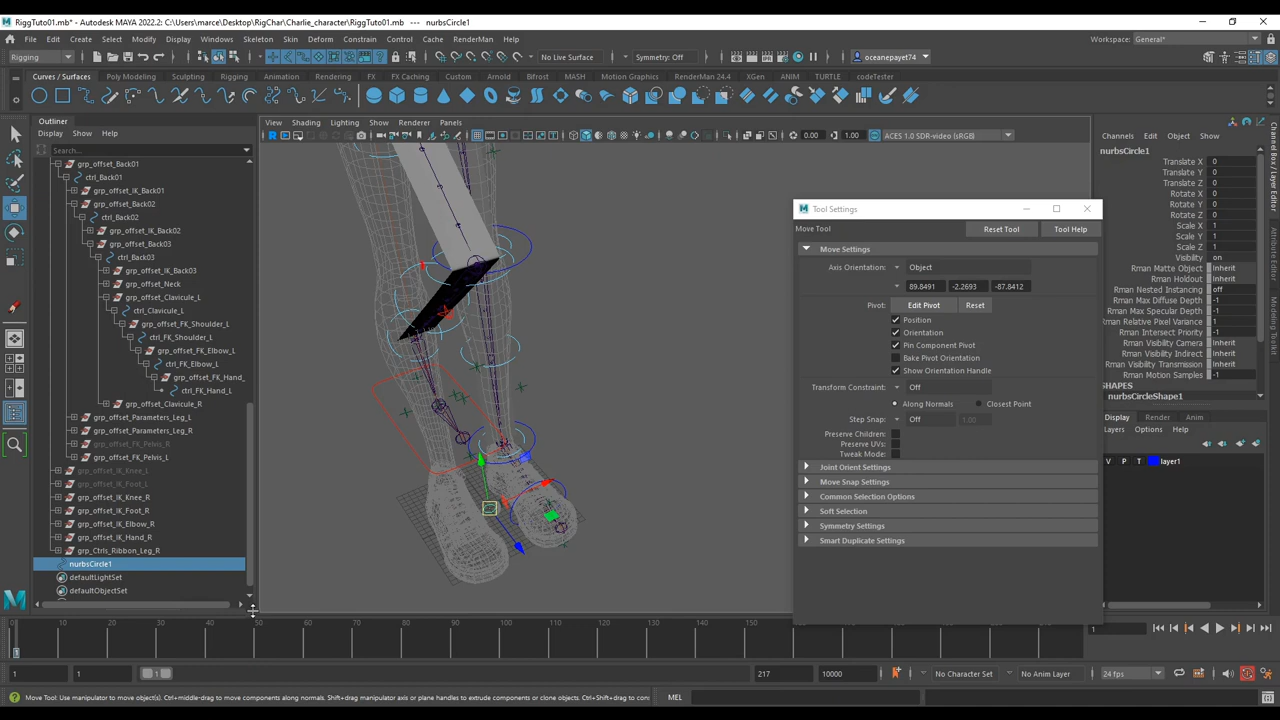 RiggTuto01.mb* - Autodesk MAYA 2022.2: C:\Users\marce\Desktop\RigChar\Charlie_character\RiggTuto01.mb --- nurbsCircle1
File Edit Create Select Modify Display Windows Skeleton Skin Deform Constrain Control Cache RenderMan Help
Workspace: General*
Rigging
No Live Surface
Symmetry: Off
oceanepayet74
Curves / Surfaces Poly Modeling Sculpting Rigging Animation Rendering FX FX Caching Custom Arnold Bifrost MASH Motion Graphics RenderMan 24.4 XGen ANIM TURTLE codeTester
Outliner
Display Show Help
Search...
grp_offset_Back01
ctrl_Back01
grp_offset_IK_Back01
grp_offset_Back02
ctrl_Back02
grp_offset_IK_Back02
grp_offset_Back03
ctrl_Back03
grp_offset_IK_Back03
grp_offset_Clavicule_L
ctrl_Clavicule_L
grp_offset_FK_Shoulder_L
ctrl_FK_Shoulder_L
grp_offset_FK_Elbow_L
ctrl_FK_Elbow_L
grp_offset_FK_Hand_L
ctrl_FK_Hand_L
grp_offset_Clavicule_R
grp_offset_Parameters_Leg_L
grp_offset_Parameters_Leg_R
grp_offset_FK_Pelvis_R
grp_offset_FK_Pelvis_L
grp_offset_IK_Knee_L
grp_offset_IK_Foot_L
grp_offset_IK_Knee_R
grp_offset_IK_Foot_R
grp_offset_IK_Elbow_R
grp_offset_IK_Hand_R
grp_Ctrls_Ribbon_Leg_R
nurbsCircle1
defaultLightSet
defaultObjectSet
View Shading Lighting Show Renderer Panels
0.00
1.00
ACES 1.0 SDR-video (sRGB)
Tool Settings
Move Tool
Reset Tool
Tool Help
Move Settings
Axis Orientation: Object
89.8491 -2.2693 -87.8412
Pivot: Edit Pivot Reset
Position
Orientation
Pin Component Pivot
Bake Pivot Orientation
Show Orientation Handle
Transform Constraint: Off
Along Normals Closest Point
Step Snap: Off 1.00
Preserve Children:
Preserve UVs:
Tweak Mode:
Joint Orient Settings
Move Snap Settings
Common Selection Options
Soft Selection
Symmetry Settings
Smart Duplicate Settings
Channels Edit Object Show
nurbsCircle1
Translate X 0
Translate Y 0
Translate Z 0
Rotate X 0
Rotate Y 0
Rotate Z 0
Scale X 1
Scale Y 1
Scale Z 1
Visibility on
Rman Matte Object Inherit
Rman Holdout Inherit
Rman Nested Instancing off
Rman Max Diffuse Depth -1
Rman Max Specular Depth -1
Rman Relative Pixel Variance 1
Rman Intersect Priority 0
Rman Visibility Camera Inherit
Rman Visibility Indirect Inherit
Rman Visibility Transmission Inherit
Rman Motion Samples -1
SHAPES
nurbsCircleShape1
Display Render Anim
Layers Options Help
V P T layer1
Channel Box / Layer Editor
Attribute Editor
Modeling Toolkit
0 10 20 30 40 50 60 70 80 90 100 110 120 130 140 150
1
1 1 1 217 10000
No Character Set
No Anim Layer
24 fps
Move Tool: Use manipulator to move object(s). Ctrl+middle-drag to move components along normals. Shift+drag manipulator axis or plane handles to extrude components or clone objects. Ctrl+Shift+drag to con:
MEL